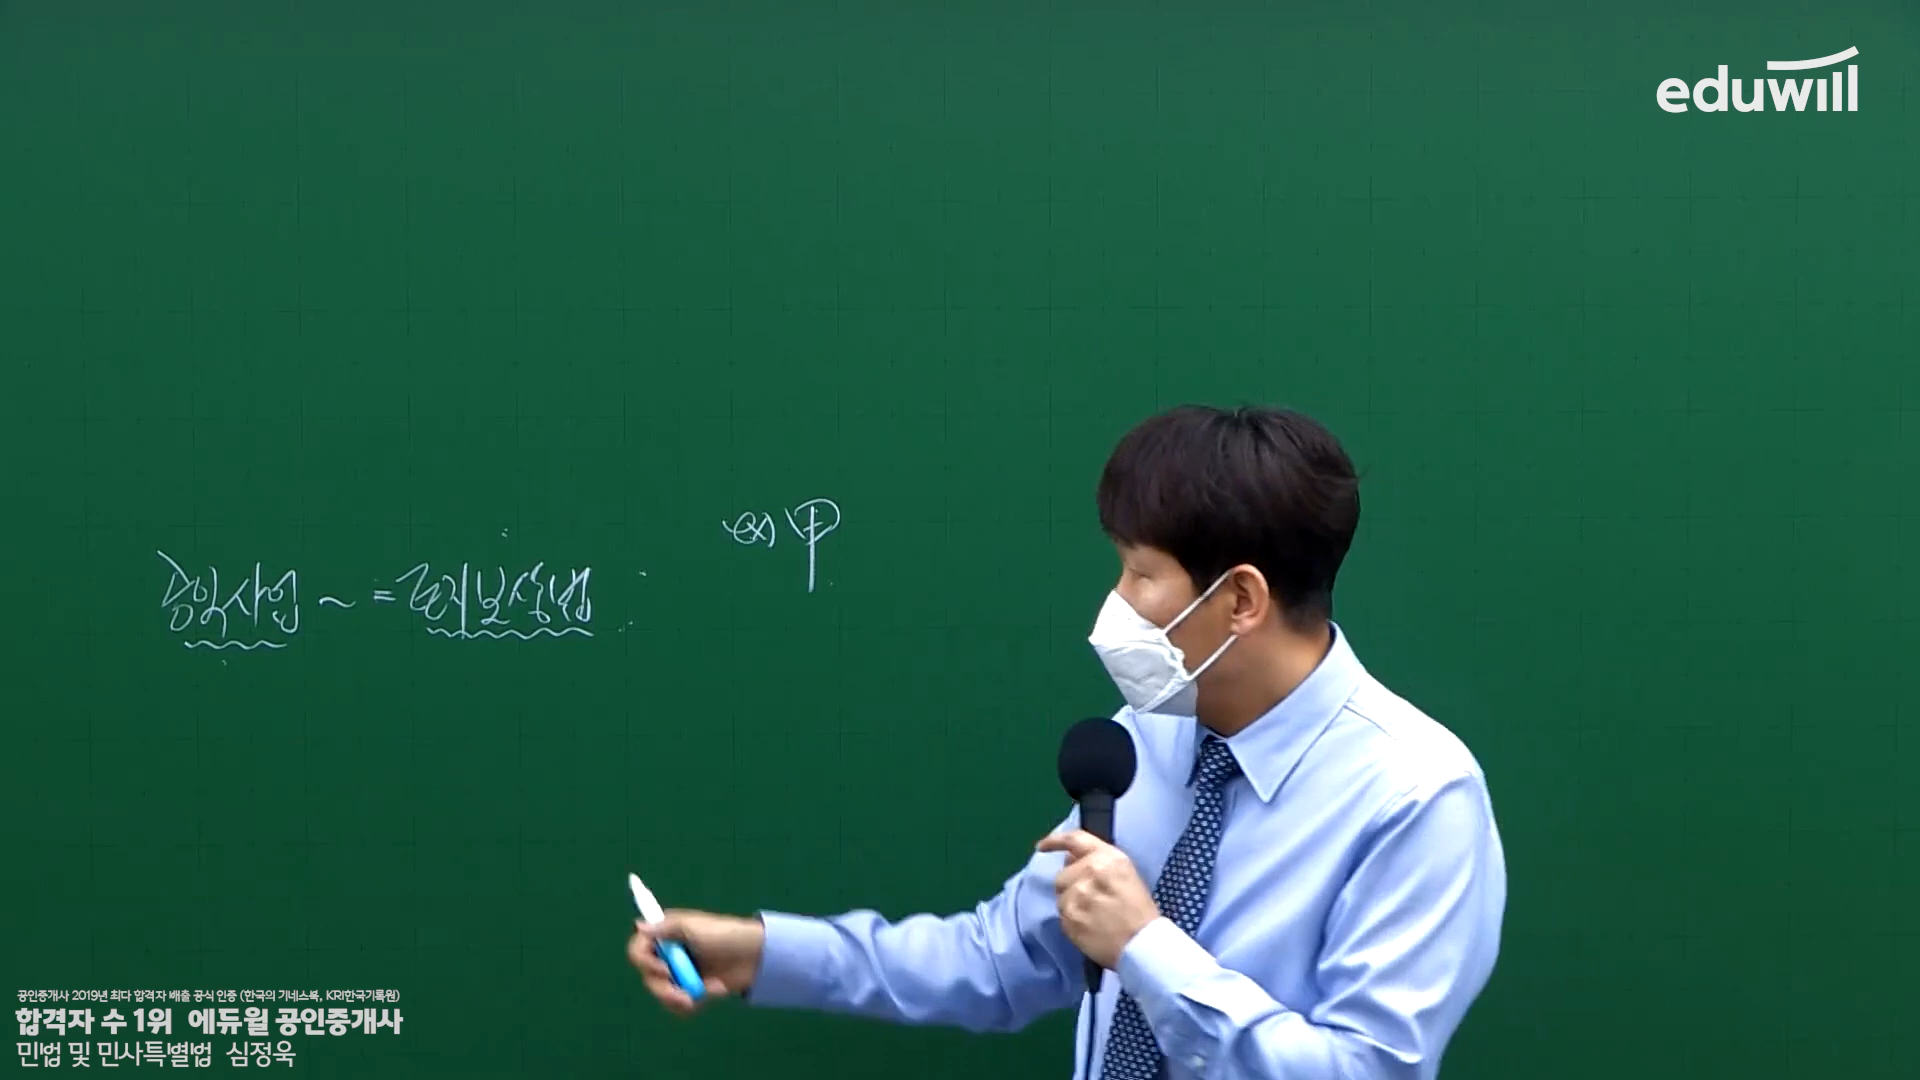 eduwill
예) 甲
공익사업 ~ = 토지보상법
공인중개사 2019년 최다 합격자 배출 공식 인증 (한국의 기네스북, KRI한국기록원)
합격자 수 1위 에듀윌 공인중개사
민법 및 민사특별법 심정욱